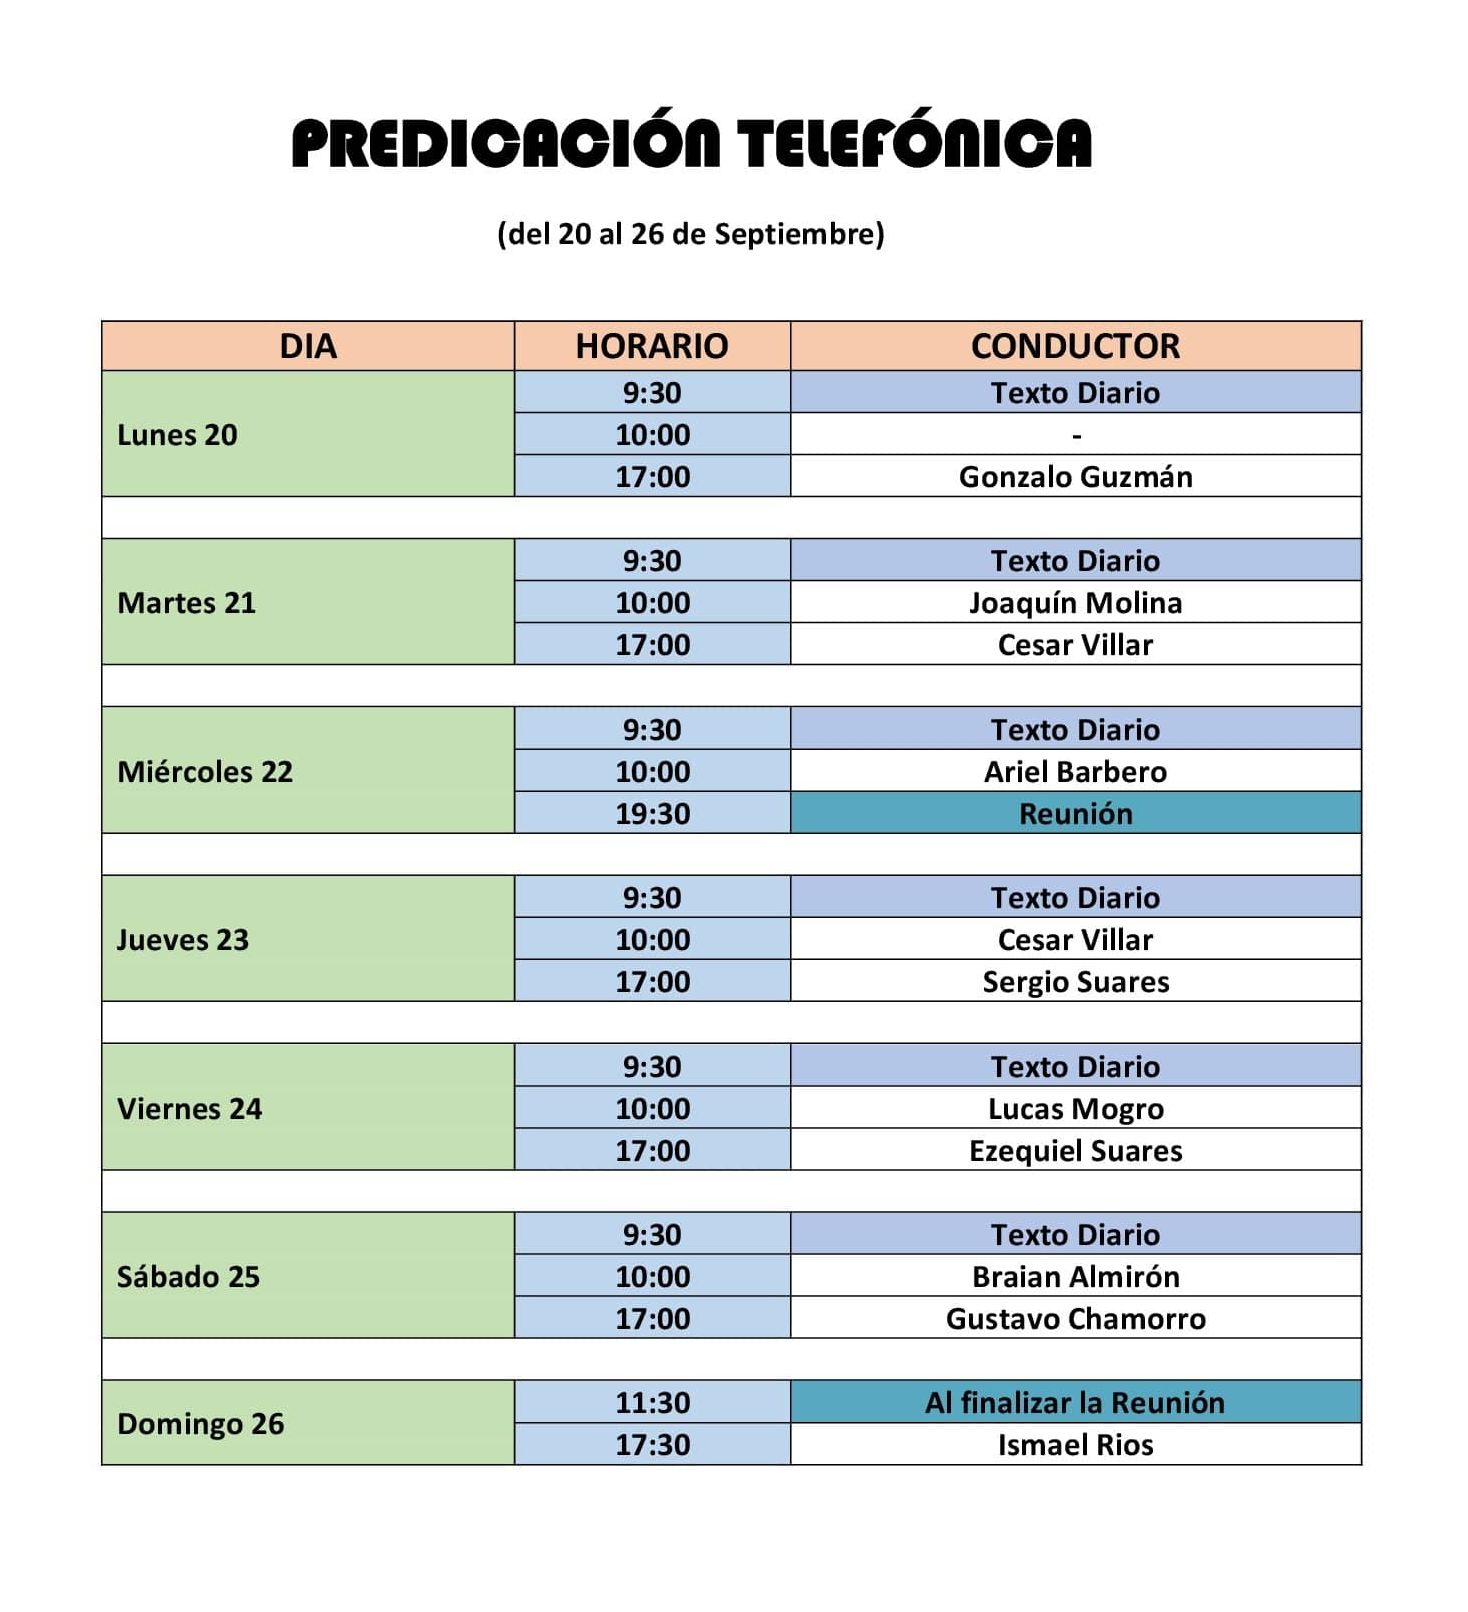 PREDICACIÓN TELEFÓNICA
(del 20 al 26 de Septiembre)
DIA HORARIO CONDUCTOR
Lunes 20
9:30 Texto Diario
10:00 -
17:00 Gonzalo Guzmán
Martes 21
9:30 Texto Diario
10:00 Joaquín Molina
17:00 Cesar Villar
Miércoles 22
9:30 Texto Diario
10:00 Ariel Barbero
19:30 Reunión
Jueves 23
9:30 Texto Diario
10:00 Cesar Villar
17:00 Sergio Suares
Viernes 24
9:30 Texto Diario
10:00 Lucas Mogro
17:00 Ezequiel Suares
Sábado 25
9:30 Texto Diario
10:00 Braian Almirón
17:00 Gustavo Chamorro
Domingo 26
11:30 Al finalizar la Reunión
17:30 Ismael Rios